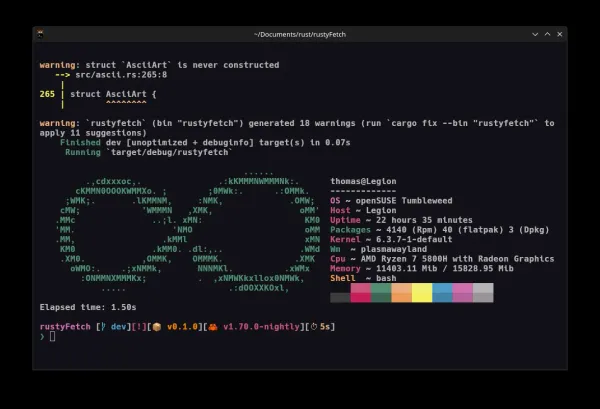 ~/Documents/rust/rustyFetch
warning: struct `AsciiArt` is never constructed
--> src/ascii.rs:265:8
|
265 | struct AsciiArt {
| ^^^^^^^^
warning: `rustyfetch` (bin "rustyfetch") generated 18 warnings (run `cargo fix --bin "rustyfetch"` to
apply 11 suggestions)
Finished dev [unoptimized + debuginfo] target(s) in 0.07s
Running `target/debug/rustyfetch`
thomas@Legion
-------------
OS ~ openSUSE Tumbleweed
Host ~ Legion
Uptime ~ 22 hours 35 minutes
Packages ~ 4140 (Rpm) 40 (flatpak) 3 (Dpkg)
Kernel ~ 6.3.7-1-default
Wm ~ plasmawayland
Cpu ~ AMD Ryzen 7 5800H with Radeon Graphics
Memory ~ 11403.11 Mib / 15828.95 Mib
Shell ~ bash
Elapsed time: 1.50s
rustyFetch [ dev][!][📦 v0.1.0][🦀 v1.70.0-nightly][⏱ 5s]
❯